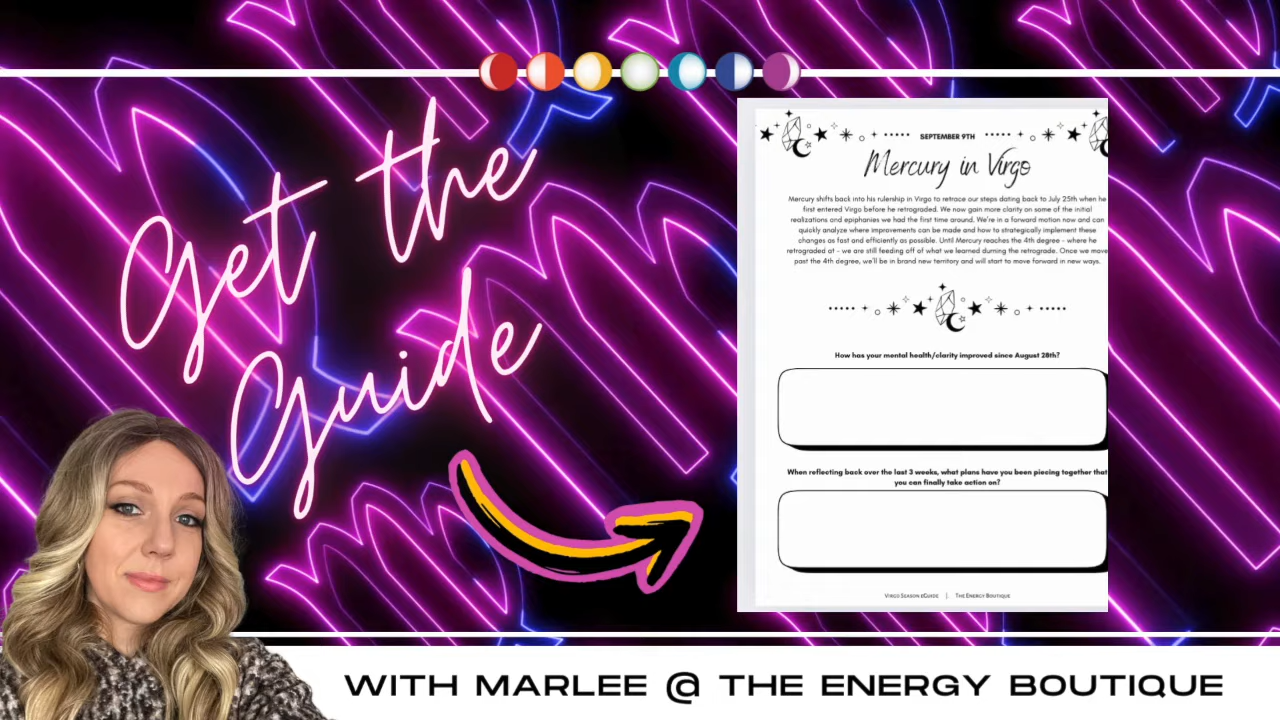 Get the
Guide
SEPTEMBER 9TH
Mercury in Virgo
Mercury shifts back into his rulership in Virgo to retrace our steps dating back to July 25th when he
first entered Virgo before he retrograded. We now gain more clarity on some of the initial
realizations and epiphanies we had the first time around. We're in a forward motion now and can
quickly analyze where improvements can be made and how to strategically implement these
changes as fast and efficiently as possible. Until Mercury reaches the 4th degree - where he
retrograded at - we are still feeding off of what we learned durning the retrograde. Once we move
past the 4th degree, we'll be in brand new territory and will start to move forward in new ways.
How has your mental health/clarity improved since August 28th?
When reflecting back over the last 3 weeks, what plans have you been piecing together that
you can finally take action on?
VIRGO SEASON EGUIDE | THE ENERGY BOUTIQUE
WITH MARLEE @ THE ENERGY BOUTIQUE